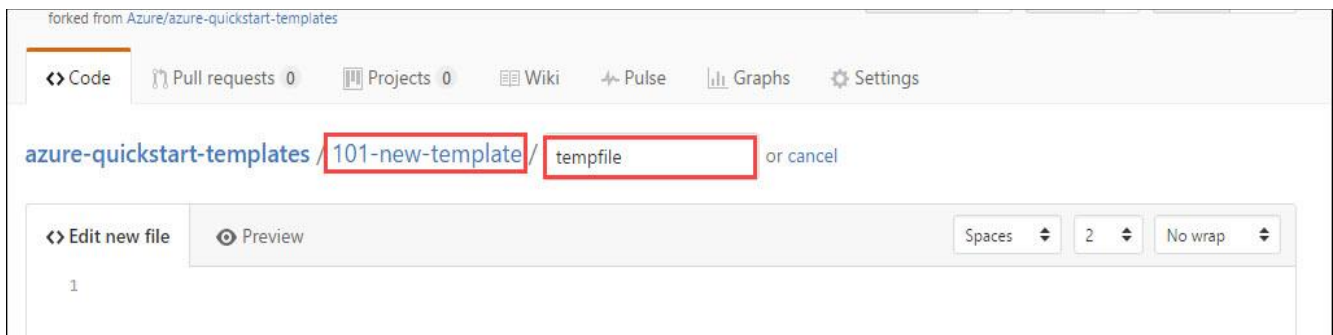 forked from Azure/azure-quickstart-templates
<> Code Pull requests 0 Projects 0 Wiki Pulse Graphs Settings
azure-quickstart-templates / 101-new-template / tempfile or cancel
<> Edit new file Preview Spaces 2 No wrap
1